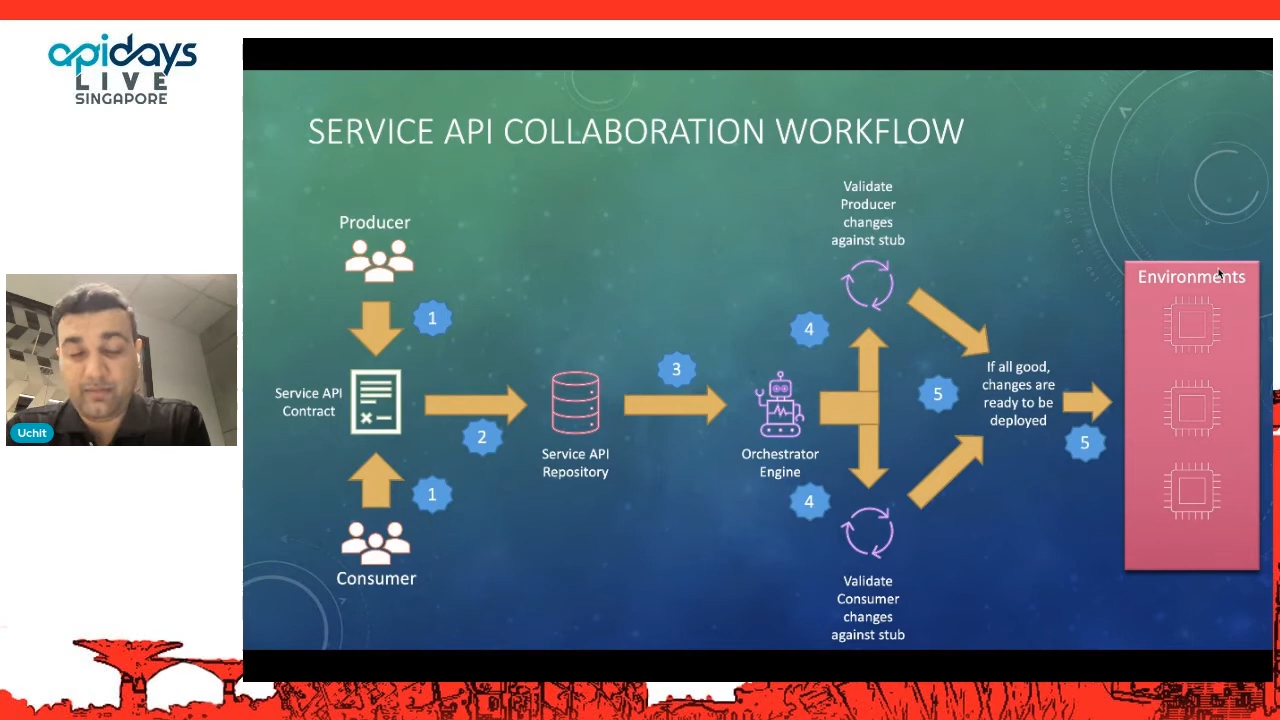 apidays
LIVE
SINGAPORE
SERVICE API COLLABORATION WORKFLOW
Validate
Producer
changes
against stub
Producer
Environments
1
4
3
Service API
Contract
If all good,
changes are
ready to be
deployed
5
2
5
Service API
Repository
Orchestrator
Engine
1
4
Uchit
Consumer
Validate
Consumer
changes
against stub